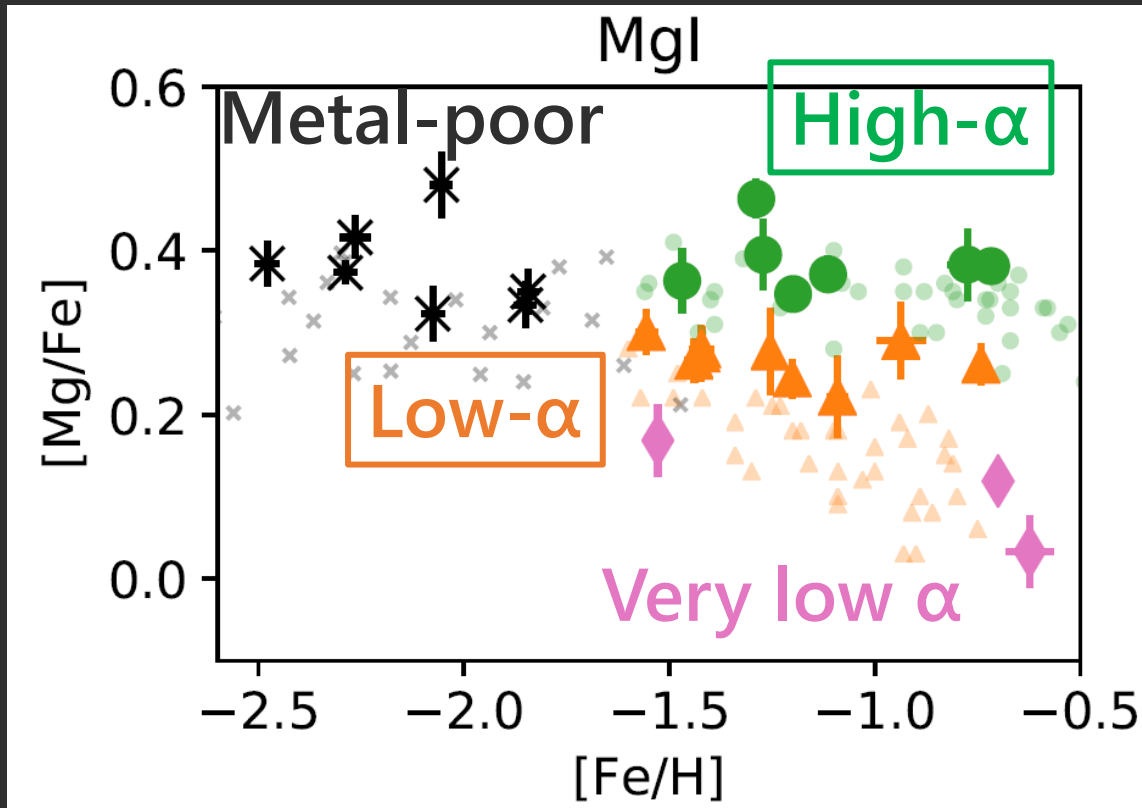 MgI
Metal-poor
High-α
Low-α
Very low α
[Mg/Fe]
0.6
0.4
0.2
0.0
−2.5
−2.0
−1.5
−1.0
−0.5
[Fe/H]